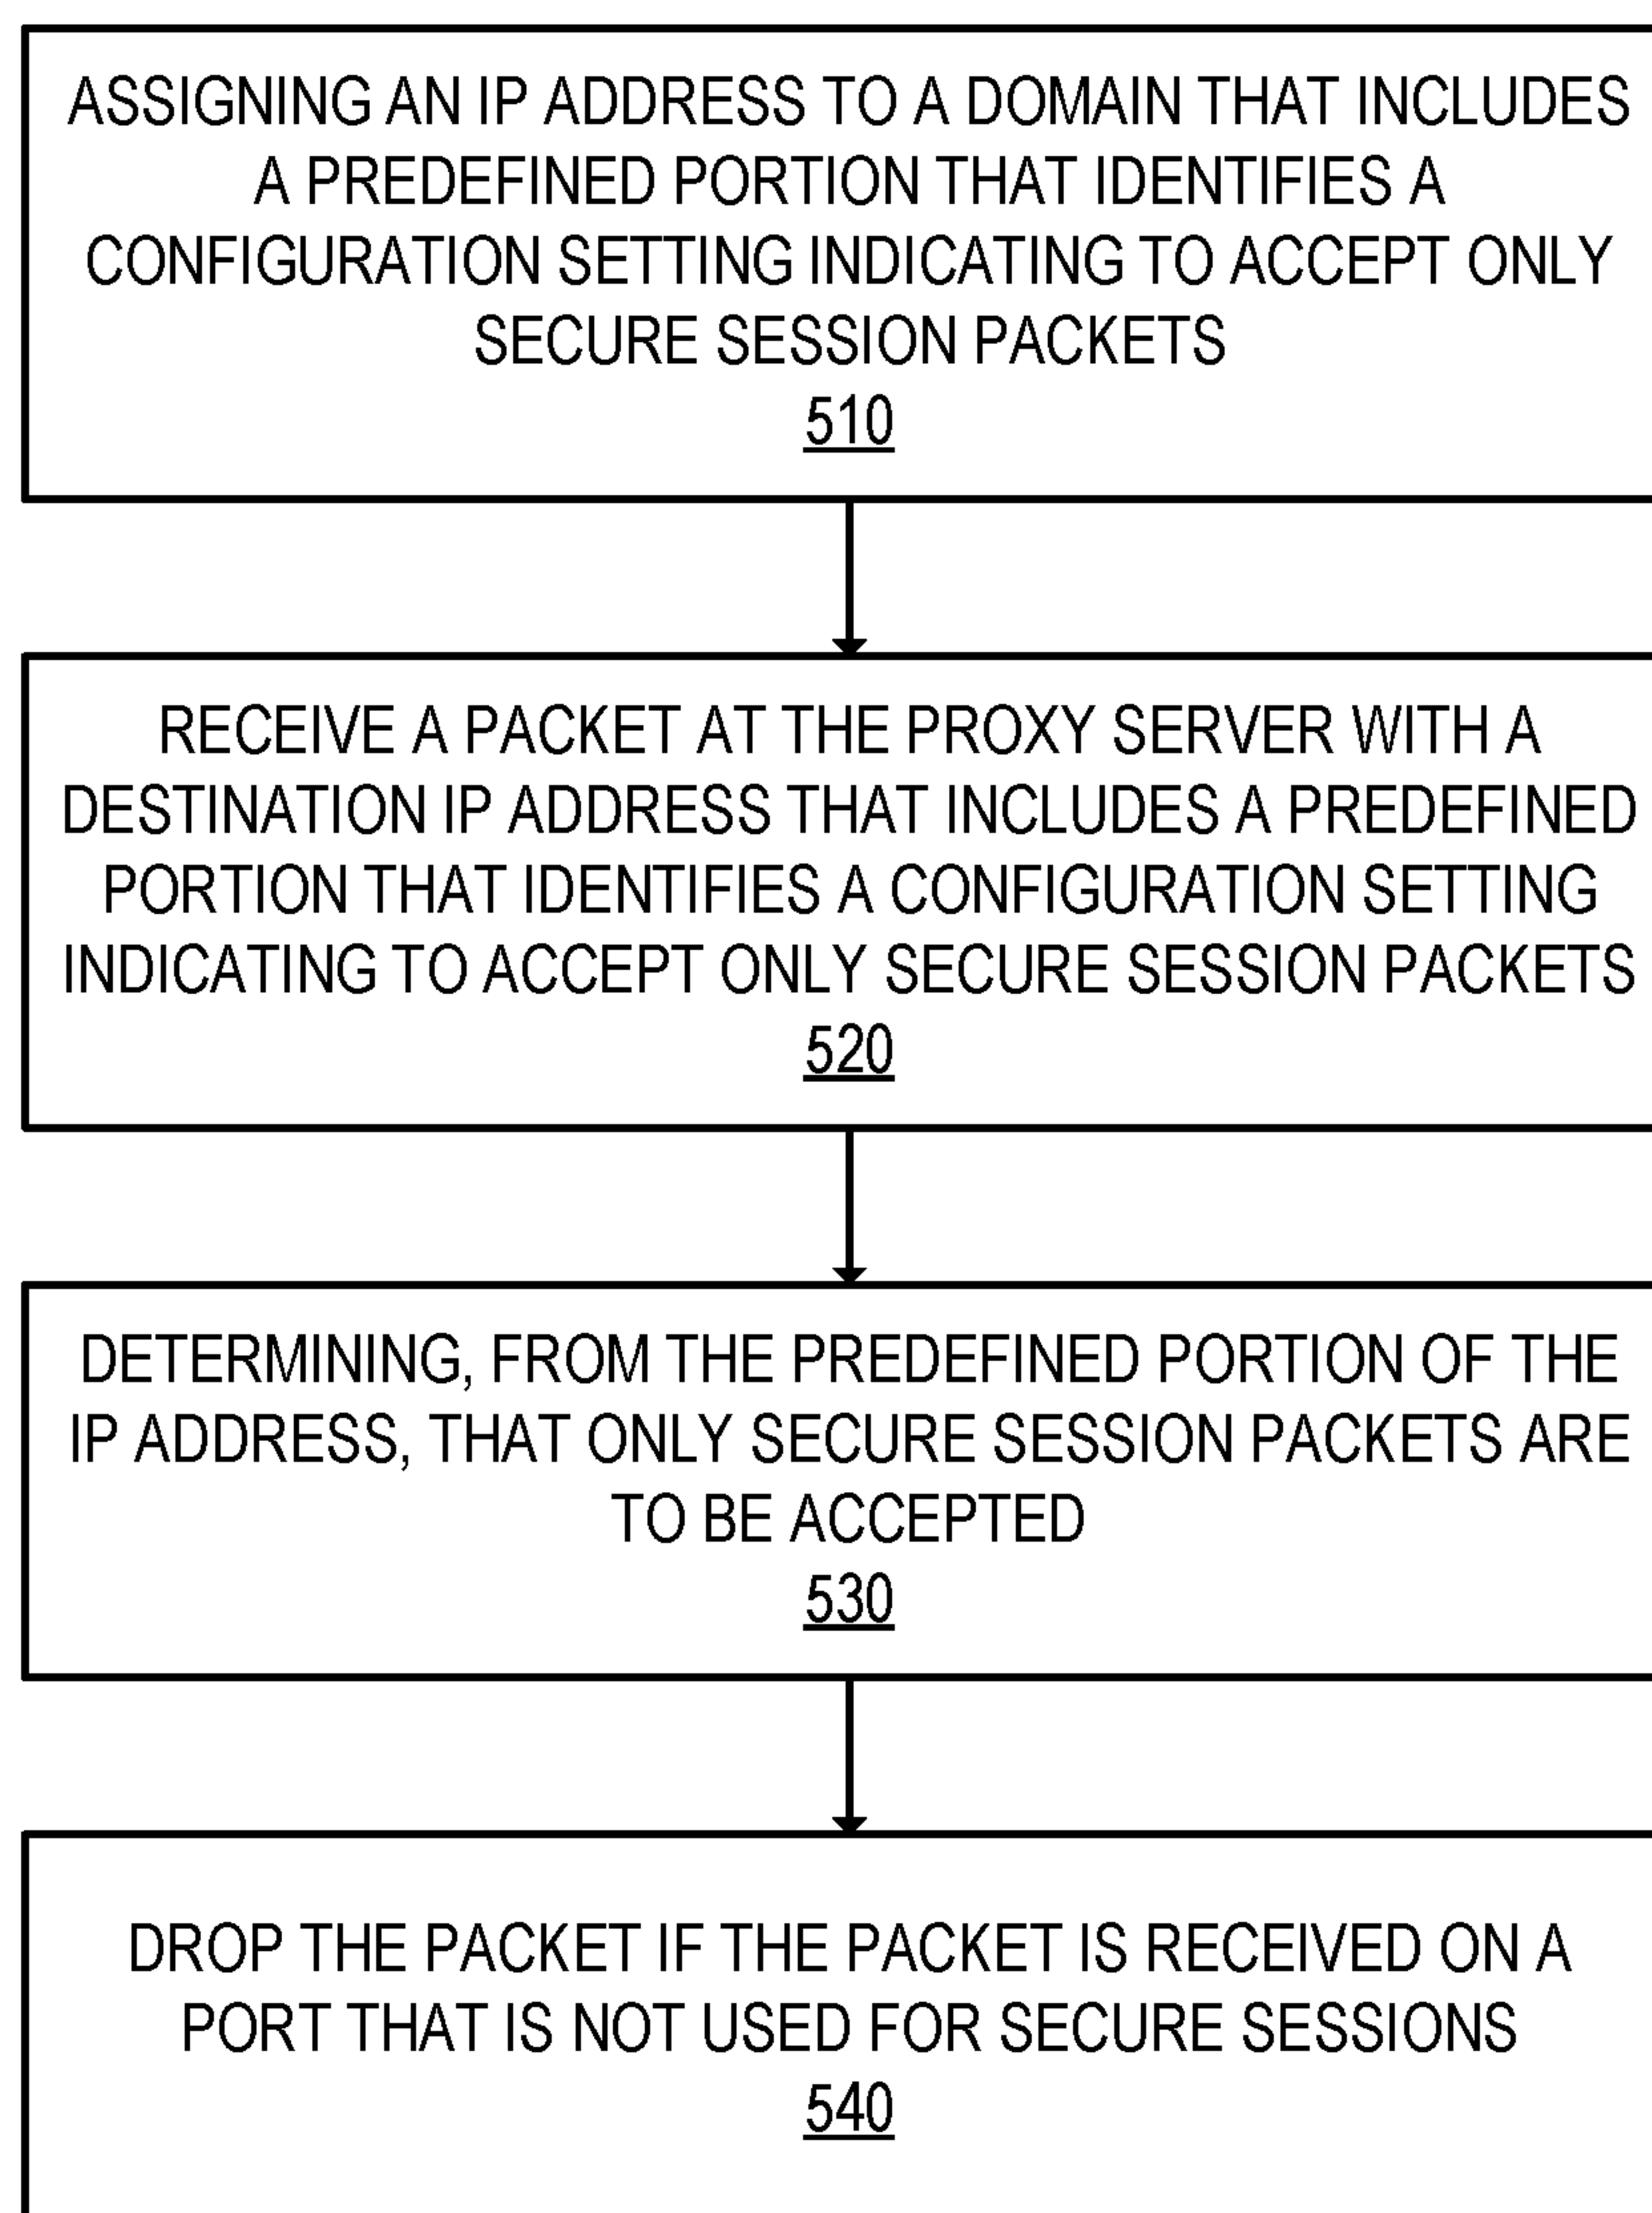 ASSIGNING AN IP ADDRESS TO A DOMAIN THAT INCLUDES
A PREDEFINED PORTION THAT IDENTIFIES A
CONFIGURATION SETTING INDICATING TO ACCEPT ONLY
SECURE SESSION PACKETS
510
RECEIVE A PACKET AT THE PROXY SERVER WITH A
DESTINATION IP ADDRESS THAT INCLUDES A PREDEFINED
PORTION THAT IDENTIFIES A CONFIGURATION SETTING
INDICATING TO ACCEPT ONLY SECURE SESSION PACKETS
520
DETERMINING, FROM THE PREDEFINED PORTION OF THE
IP ADDRESS, THAT ONLY SECURE SESSION PACKETS ARE
TO BE ACCEPTED
530
DROP THE PACKET IF THE PACKET IS RECEIVED ON A
PORT THAT IS NOT USED FOR SECURE SESSIONS
540